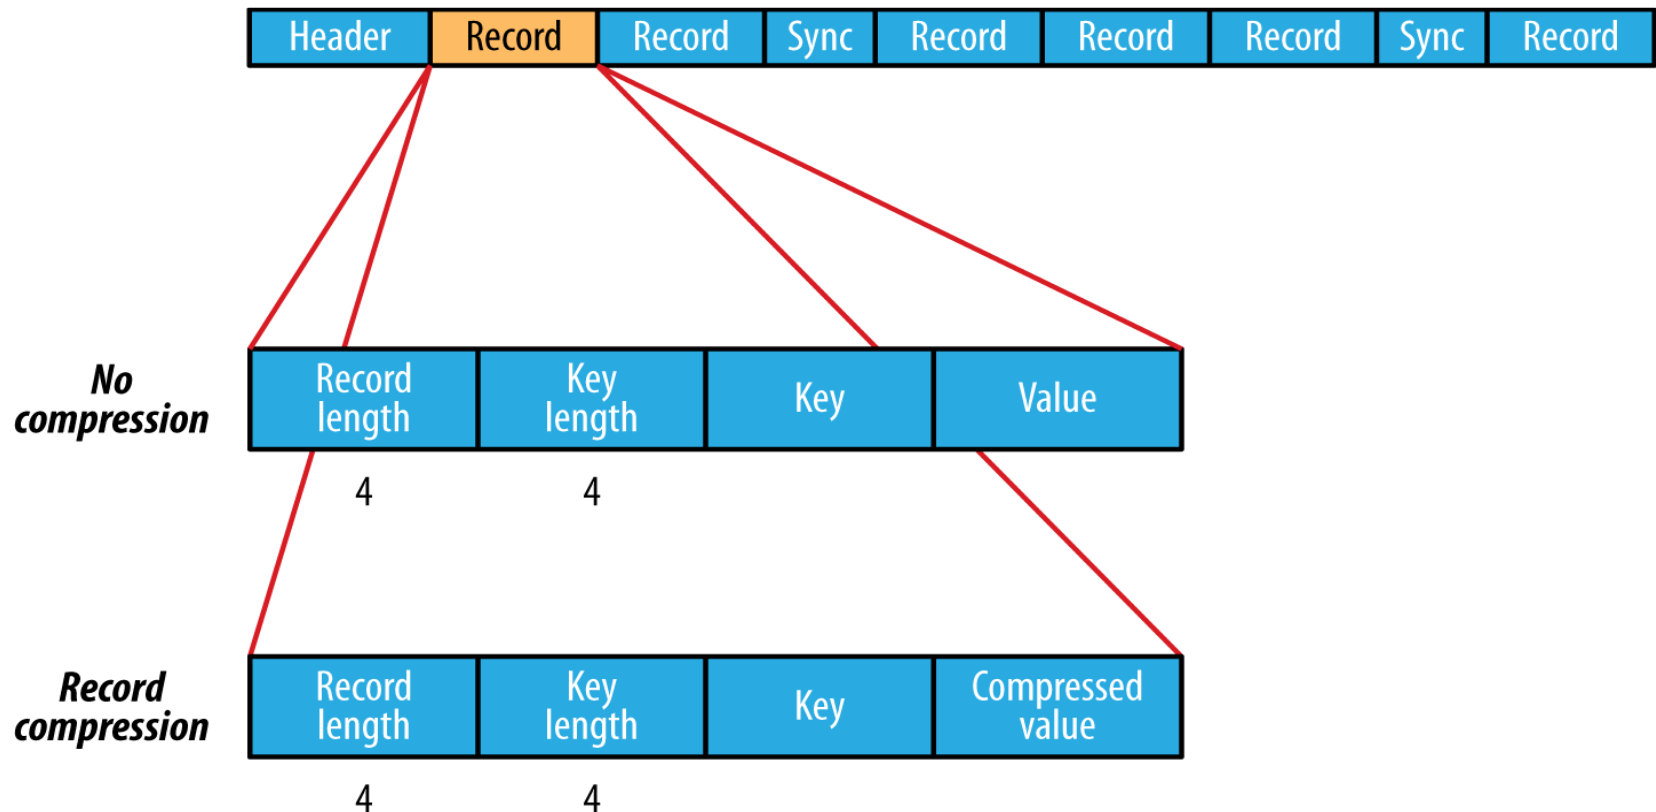 Header Record Record Sync Record Record Record Sync Record
No
compression
Record
length
Key
length
Key
Value
4 4
Record
compression
Record
length
Key
length
Key
Compressed
value
4 4